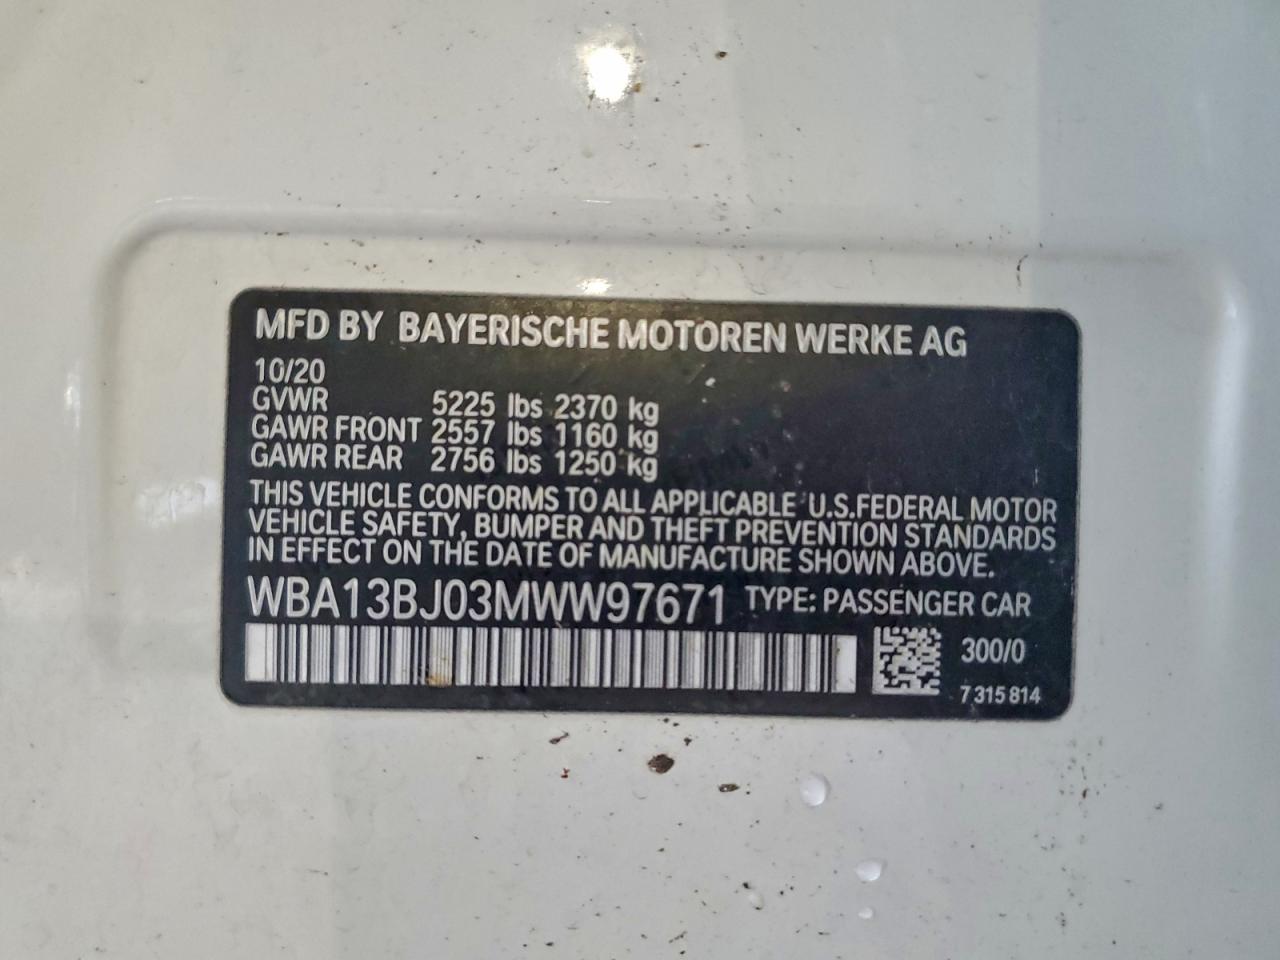 MFD BY BAYERISCHE MOTOREN WERKE AG
10/20
GVWR 5225 lbs 2370 kg
GAWR FRONT 2557 lbs 1160 kg
GAWR REAR 2756 lbs 1250 kg
THIS VEHICLE CONFORMS TO ALL APPLICABLE U.S.FEDERAL MOTOR
VEHICLE SAFETY, BUMPER AND THEFT PREVENTION STANDARDS
IN EFFECT ON THE DATE OF MANUFACTURE SHOWN ABOVE.
WBA13BJ03MWW97671 TYPE: PASSENGER CAR
300/0
7 315 814